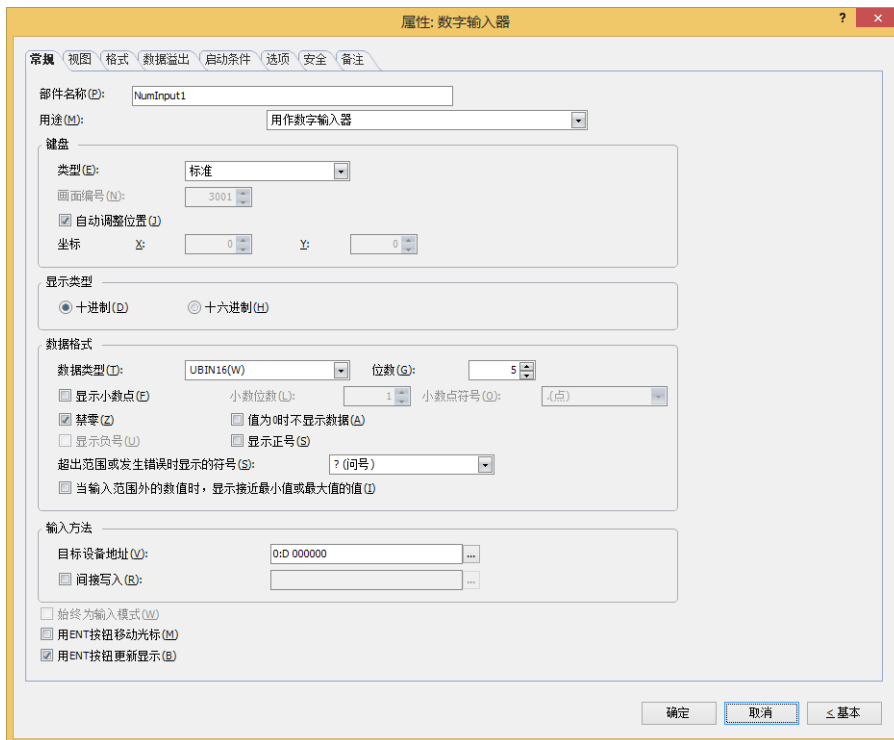 属性: 数字输入器
? ×
常规 视图 格式 数据溢出 启动条件 选项 安全 备注
部件名称(P): NumInput1
用途(M): 用作数字输入器
键盘
类型(E): 标准
画面编号(N): 3001
自动调整位置(J)
坐标 X: 0 Y: 0
显示类型
十进制(D) 十六进制(H)
数据格式
数据类型(T): UBIN16(W) 位数(G): 5
显示小数点(F) 小数位数(L): 1 小数点符号(O): .(点)
禁零(Z) 值为0时不显示数据(A)
显示负号(U) 显示正号(S)
超出范围或发生错误时显示的符号(S): ? (问号)
当输入范围外的数值时，显示接近最小值或最大值的值(I)
输入方法
目标设备地址(V): 0:D 000000 ...
间接写入(R): ...
始终为输入模式(W)
用ENT按钮移动光标(M)
用ENT按钮更新显示(B)
确定 取消 ≤基本